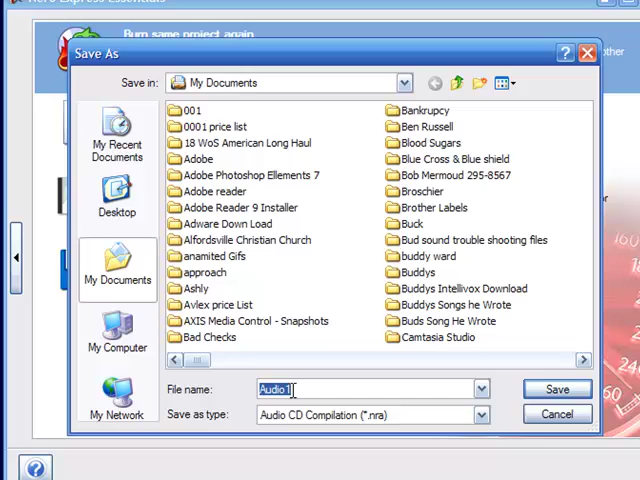 Nero Express Essentials
Burn same project again
other
Save As
Save in:
My Documents
My Recent
Documents
Desktop
My Documents
My Computer
My Network
001
0001 price list
18 WoS American Long Haul
Adobe
Adobe Photoshop Ellements 7
Adobe reader
Adobe Reader 9 Installer
Adware Down Load
Alfordsville Christian Church
anamited Gifs
approach
Ashly
Avlex price List
AXIS Media Control - Snapshots
Bad Checks
Bankrupcy
Ben Russell
Blood Sugars
Blue Cross & Blue shield
Bob Mermoud 295-8567
Broschier
Brother Labels
Buck
Bud sound trouble shooting files
buddy ward
Buddys
Buddys Intellivox Download
Buddys Songs he Wrote
Buds Song He Wrote
Camtasia Studio
File name:
Audio1
Save
Save as type:
Audio CD Compilation (*.nra)
Cancel
60